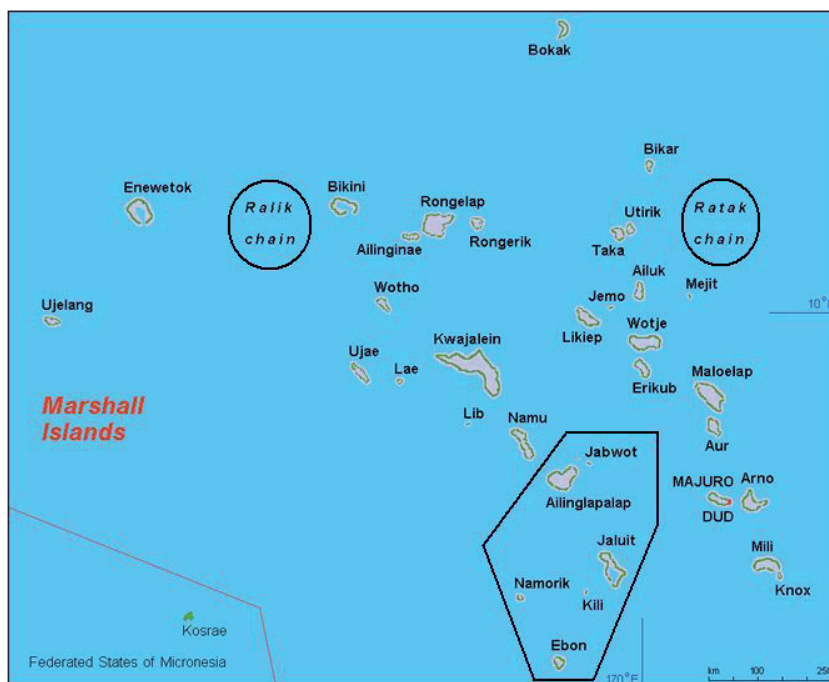 Bokak
Bikar
Enewetok
Bikini
Ralik
chain
Rongelap
Utirik
Ratak
chain
Rongerik
Ailinginae
Taka
Ailuk
Mejit
Wotho
Jemo
Ujelang
10°
Likiep
Wotje
Kwajalein
Ujae
Lae
Erikub
Maloelap
Marshall
Islands
Lib
Namu
Aur
Jabwot
MAJURO
Arno
Ailinglapalap
DUD
Jaluit
Mili
Namorik
Kili
Knox
Kosrae
Ebon
Federated States of Micronesia
170°E
km 100 250